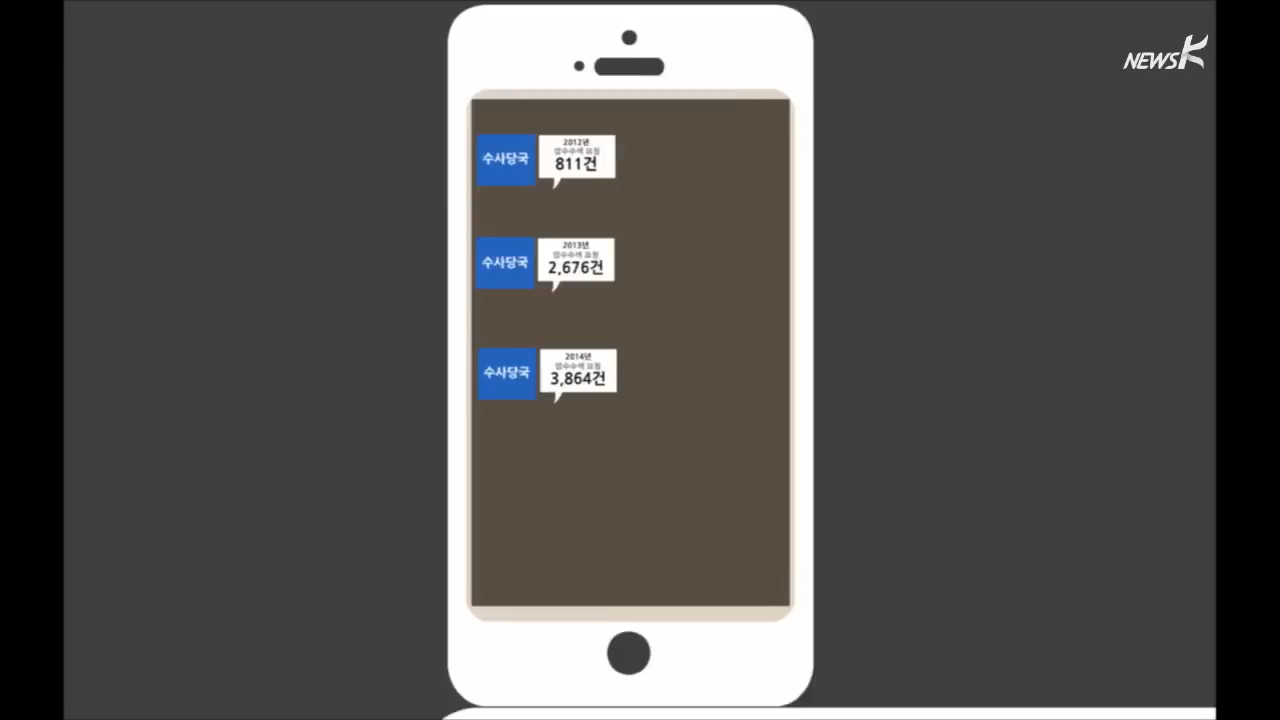 NEWSK
수사당국
2012년
압수수색 요청
811건
수사당국
2013년
압수수색 요청
2,676건
수사당국
2014년
압수수색 요청
3,864건